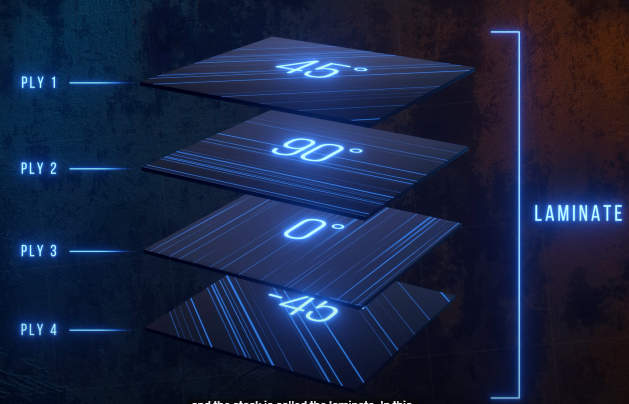 PLY 1
45°
PLY 2
90°
PLY 3
0°
PLY 4
-45
LAMINATE
and the stack is called the laminate. In this